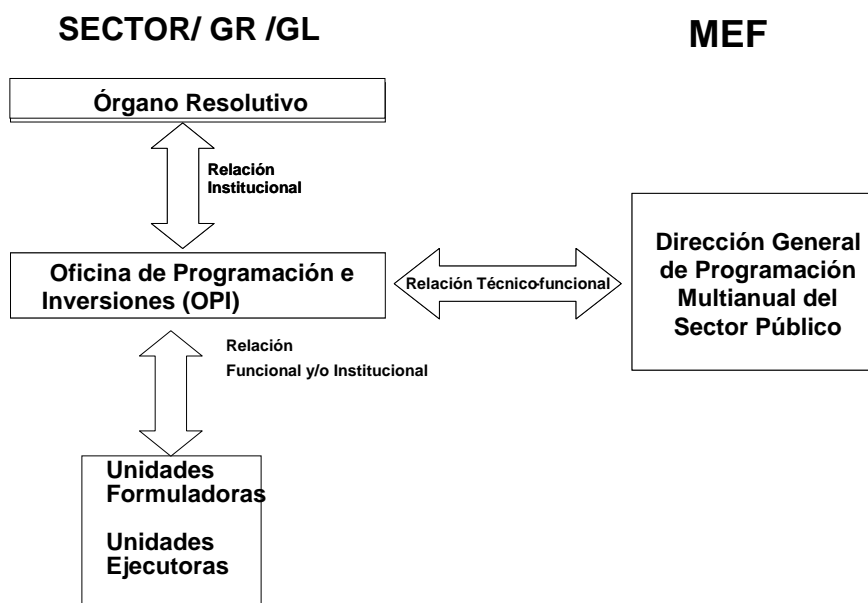 SECTOR/ GR /GL
MEF
Órgano Resolutivo
Relación
Institucional
Oficina de Programación e
Inversiones (OPI)
Relación Técnico-funcional
Dirección General
de Programación
Multianual del
Sector Público
Relación
Funcional y/o Institucional
Unidades
Formuladoras
Unidades
Ejecutoras